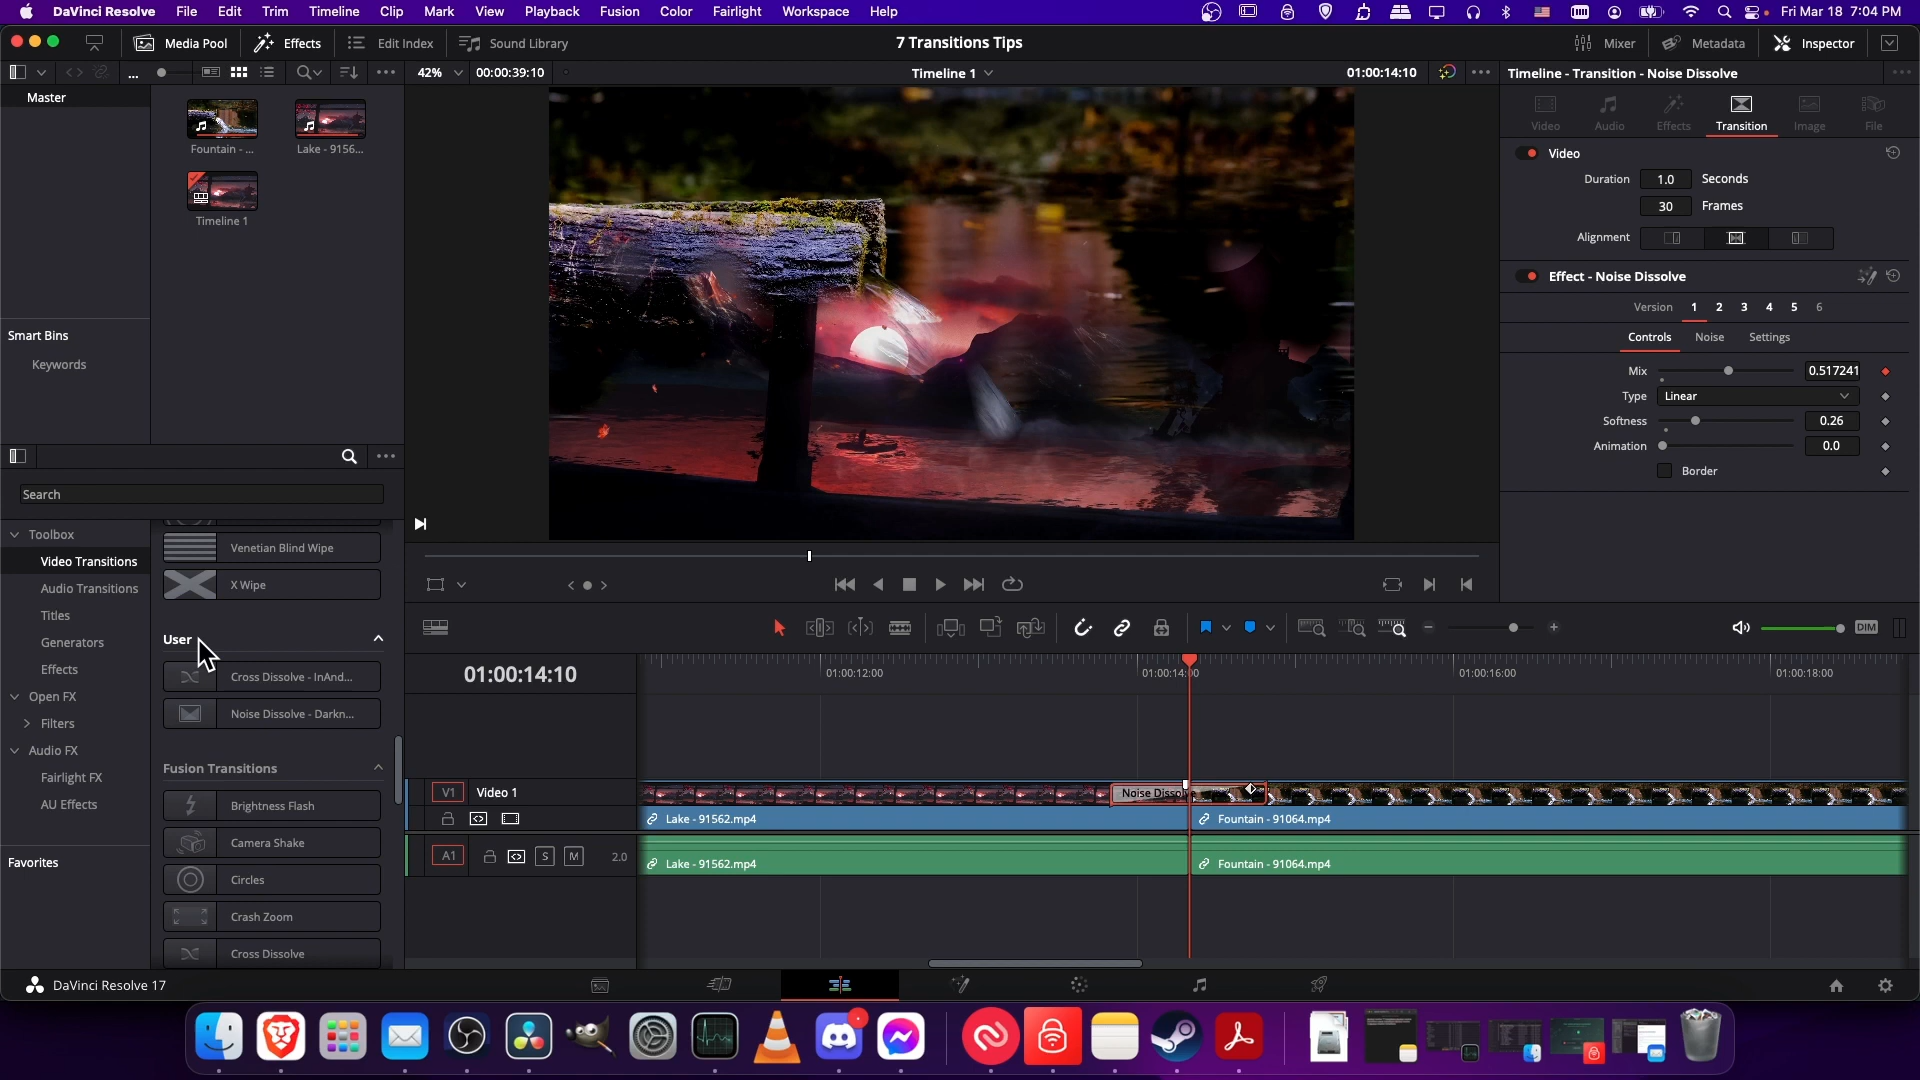 DaVinci Resolve File Edit Trim Timeline Clip Mark View Playback Fusion Color Fairlight Workspace Help Fri Mar 18 7:04 PM
Media Pool Effects Edit Index Sound Library 7 Transitions Tips Mixer Metadata Inspector
42% 00:00:39:10 Timeline 1 01:00:14:10 Timeline - Transition - Noise Dissolve
Master
Fountain - ... Lake - 9156...
Timeline 1
Smart Bins
Keywords
Video Audio Effects Transition Image File
Video
Duration 1.0 Seconds
30 Frames
Alignment
Effect - Noise Dissolve
Version 1 2 3 4 5 6
Controls Noise Settings
Mix 0.517241
Type Linear
Softness 0.26
Animation 0.0
Border
Search
Toolbox
Video Transitions
Audio Transitions
Titles
Generators
Effects
Open FX
Filters
Audio FX
Fairlight FX
AU Effects
Favorites
Venetian Blind Wipe
X Wipe
User
Cross Dissolve - InAnd...
Noise Dissolve - Darkn...
Fusion Transitions
Brightness Flash
Camera Shake
Circles
Crash Zoom
Cross Dissolve
DIM
01:00:14:10 01:00:12:00 01:00:14:00 01:00:16:00 01:00:18:00
V1 Video 1 Noise Dissolve
Lake - 91562.mp4 Fountain - 91064.mp4
A1 S M 2.0 Lake - 91562.mp4 Fountain - 91064.mp4
DaVinci Resolve 17